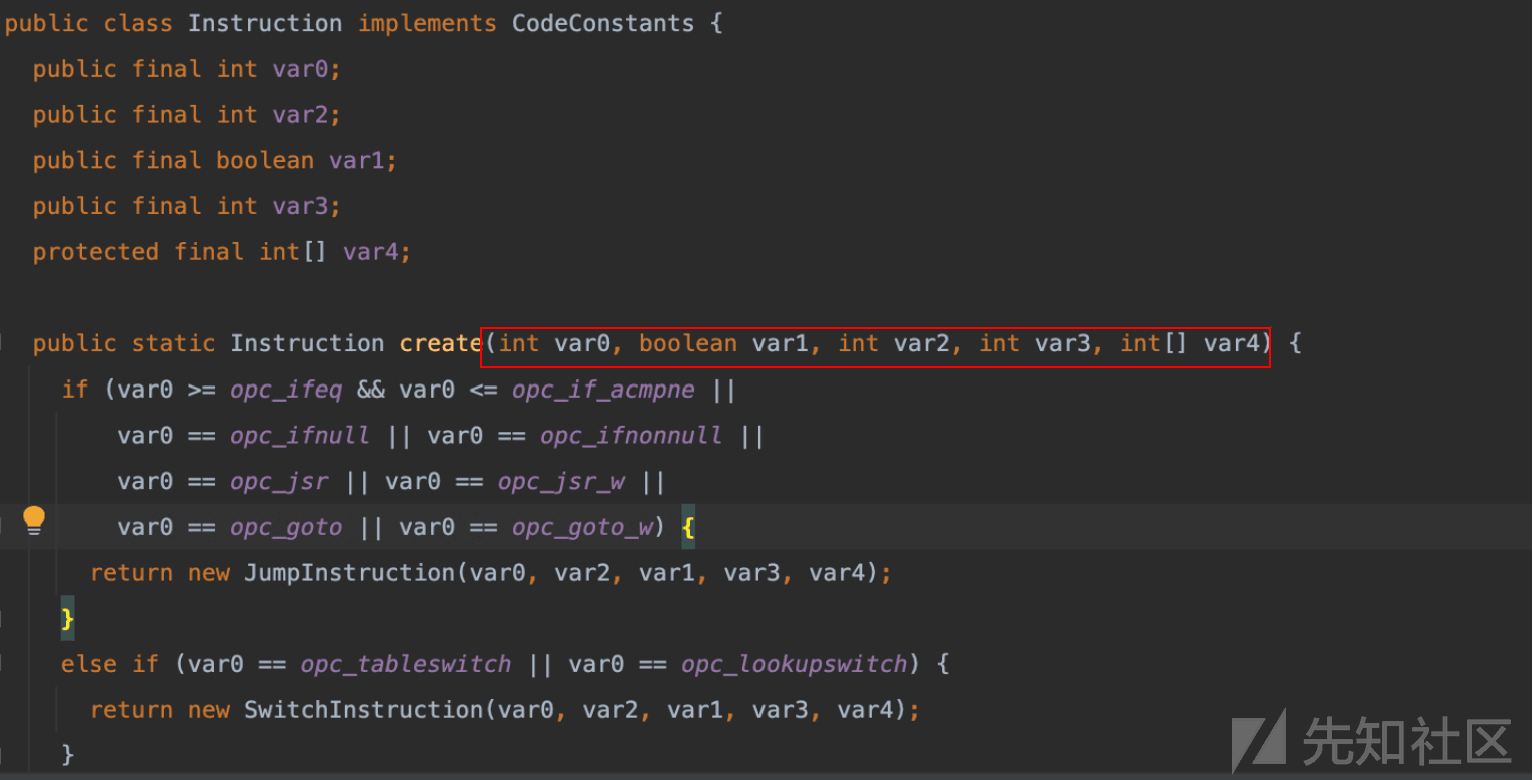 public class Instruction implements CodeConstants {
public final int var0;
public final int var2;
public final boolean var1;
public final int var3;
protected final int[] var4;
public static Instruction create(int var0, boolean var1, int var2, int var3, int[] var4) {
if (var0 >= opc_ifeq && var0 <= opc_if_acmpne ||
var0 == opc_ifnull || var0 == opc_ifnonnull ||
var0 == opc_jsr || var0 == opc_jsr_w ||
var0 == opc_goto || var0 == opc_goto_w) {
return new JumpInstruction(var0, var2, var1, var3, var4);
}
else if (var0 == opc_tableswitch || var0 == opc_lookupswitch) {
return new SwitchInstruction(var0, var2, var1, var3, var4);
}
先知社区